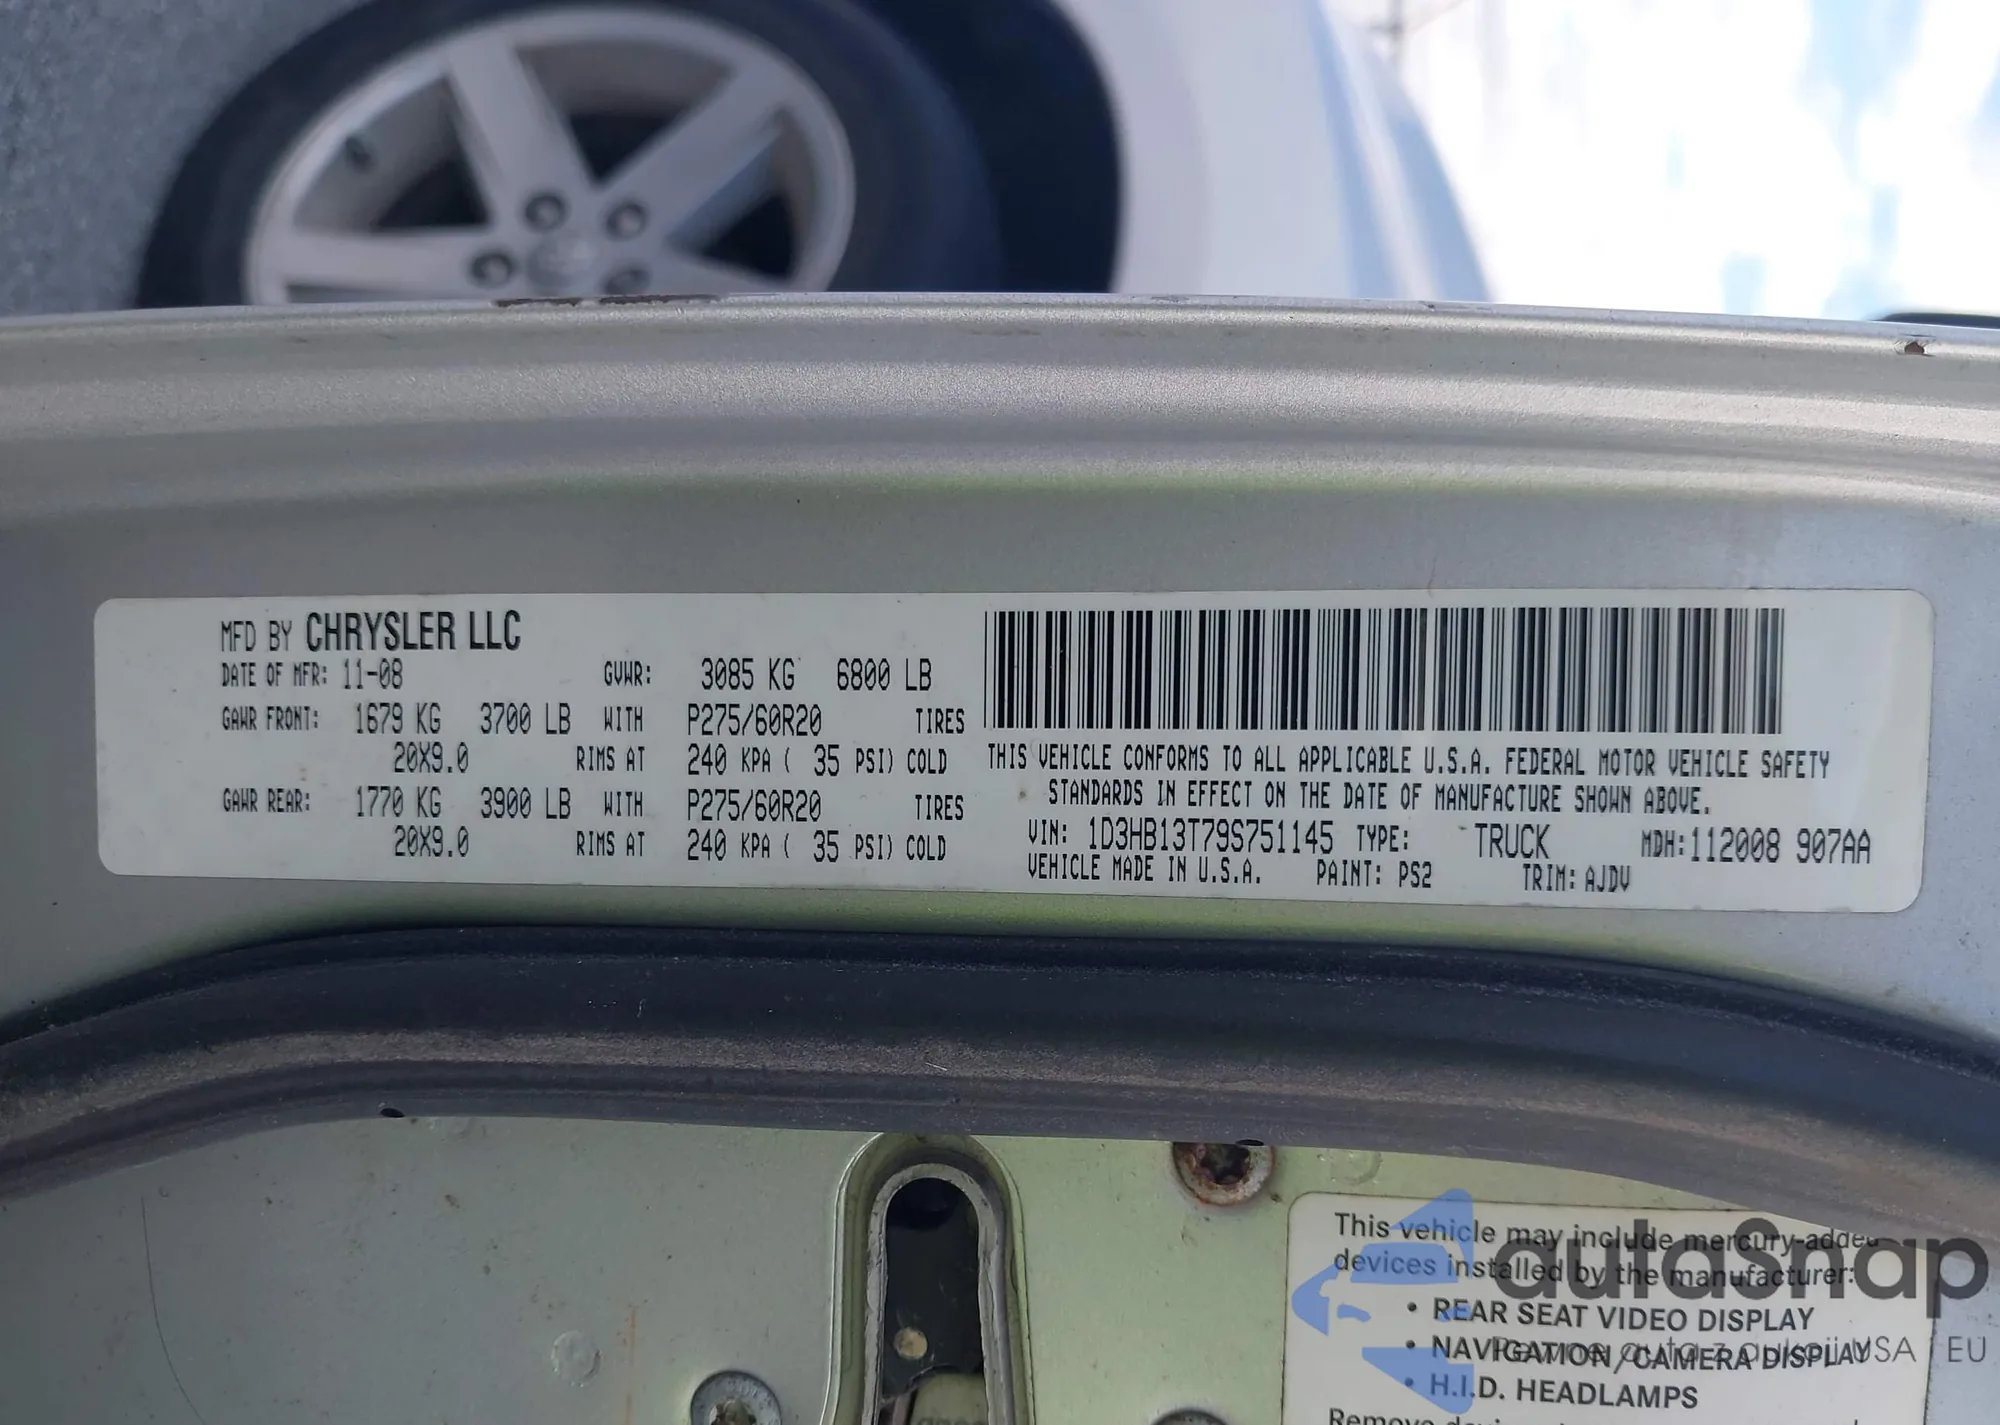 MFD BY CHRYSLER LLC
DATE OF MFR: 11-08 GVWR: 3085 KG 6800 LB
GAWR FRONT: 1679 KG 3700 LB WITH P275/60R20 TIRES
20X9.0 RIMS AT 240 KPA ( 35 PSI) COLD
GAWR REAR: 1770 KG 3900 LB WITH P275/60R20 TIRES
20X9.0 RIMS AT 240 KPA ( 35 PSI) COLD
THIS VEHICLE CONFORMS TO ALL APPLICABLE U.S.A. FEDERAL MOTOR VEHICLE SAFETY
STANDARDS IN EFFECT ON THE DATE OF MANUFACTURE SHOWN ABOVE.
VIN: 1D3HB13T79S751145 TYPE: TRUCK MDH:112008 907AA
VEHICLE MADE IN U.S.A. PAINT: PS2 TRIM: AJDV
This vehicle may include mercury-added
devices installed by the manufacturer:
• REAR SEAT VIDEO DISPLAY
• NAVIGATION/CAMERA DISPLAY
• H.I.D. HEADLAMPS
autosnap
Pewne auta z aukcji USA | EU